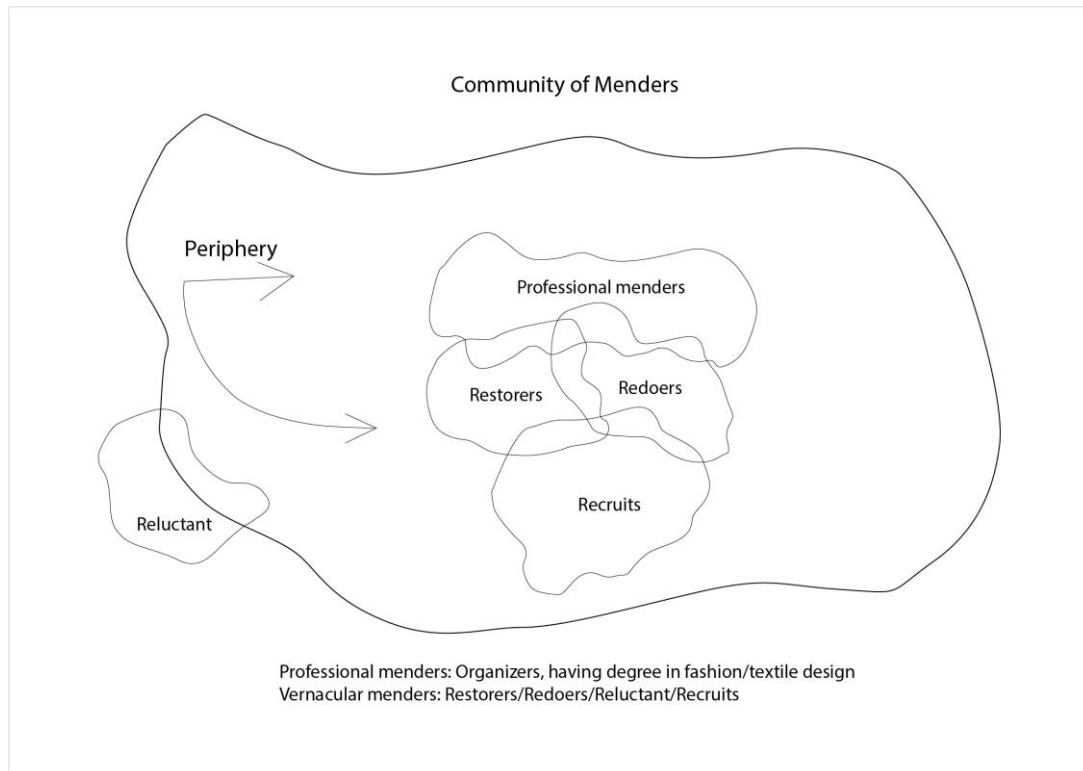 Community of Menders
Periphery
Professional menders
Restorers
Redoers
Recruits
Reluctant
Professional menders: Organizers, having degree in fashion/textile design
Vernacular menders: Restorers/Redoers/Reluctant/Recruits